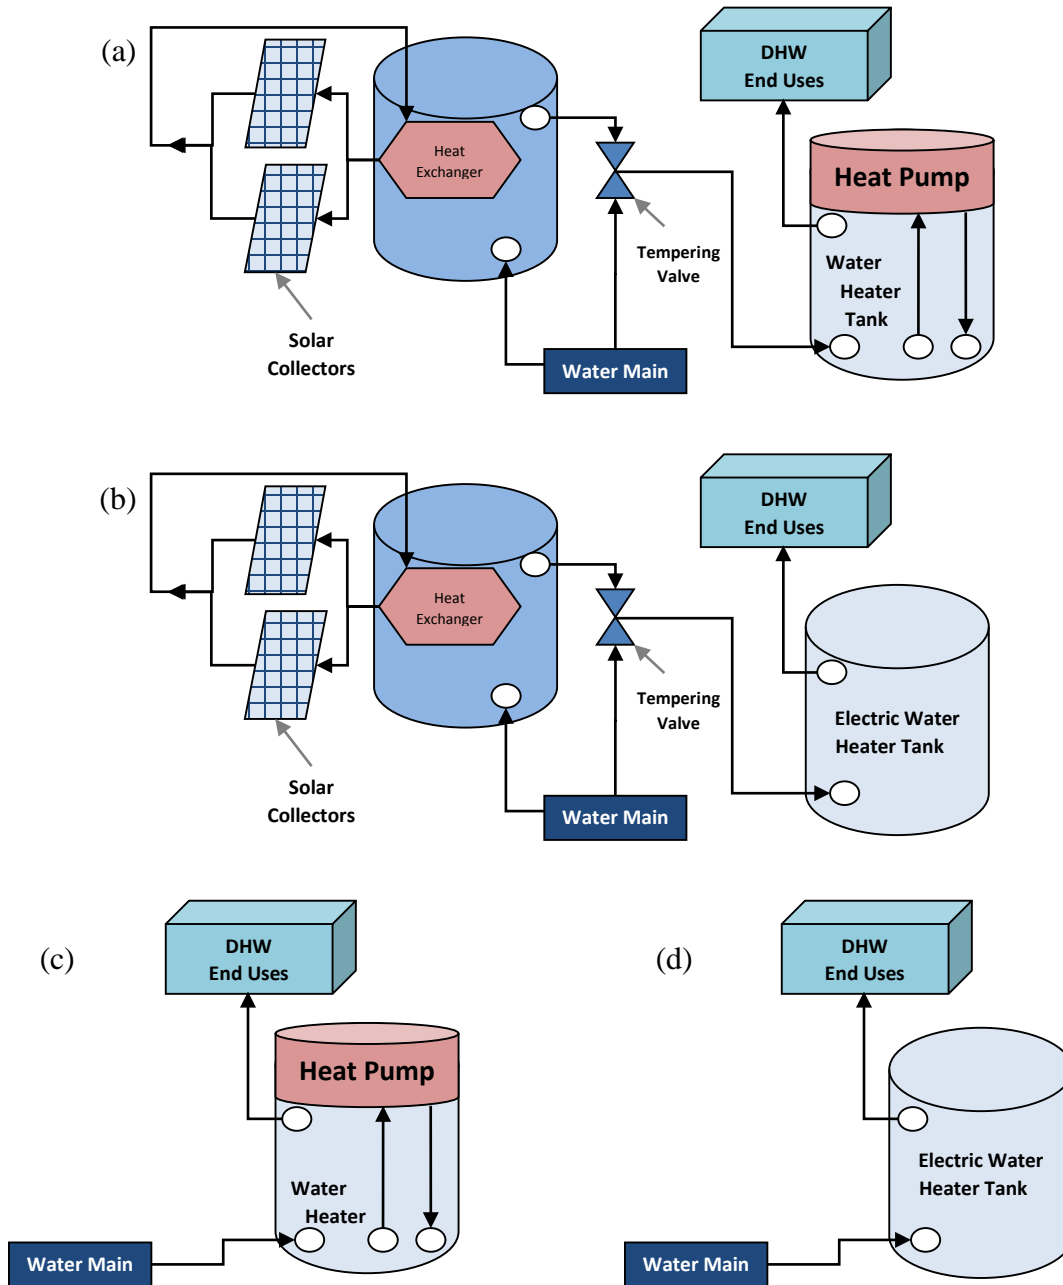 (a)
DHW
End Uses
Heat
Exchanger
Heat Pump
Tempering
Valve
Water
Heater
Tank
Solar
Collectors
Water Main
(b)
DHW
End Uses
Heat
Exchanger
Tempering
Valve
Electric Water
Heater Tank
Solar
Collectors
Water Main
(c)
DHW
End Uses
Heat Pump
Water
Heater
Water Main
(d)
DHW
End Uses
Electric Water
Heater Tank
Water Main